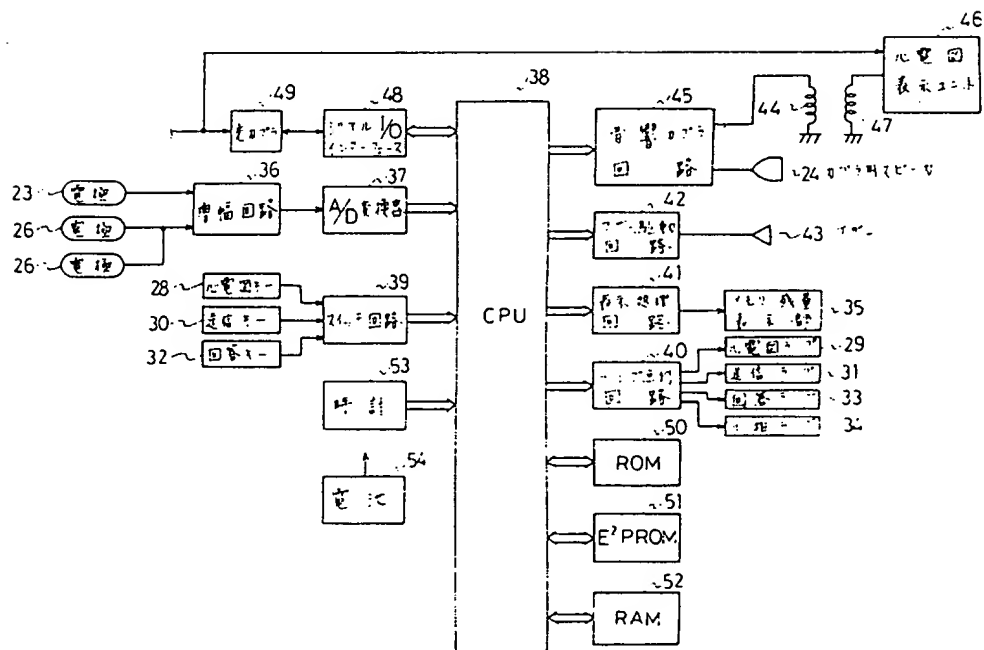 46
心電図
表示ユニット
38
49
光カプラ
48
シリアル I/O
インターフェース
45
音響カプラ
回路
44
47
24 カプラ用スピーカ
23 電極
26 電極
26 電極
36
増幅回路
37
A/D変換器
42
ブザー駆動
回路
43 ブザー
28 心電図キー
30 送信キー
32 回答キー
39
スイッチ回路
CPU
41
表示処理
回路
メモリ残量
表示部
35
40
回路
心電図ランプ 29
送信ランプ 31
回答ランプ 33
34
53
時計
54
電池
50
ROM
51
E²PROM
52
RAM